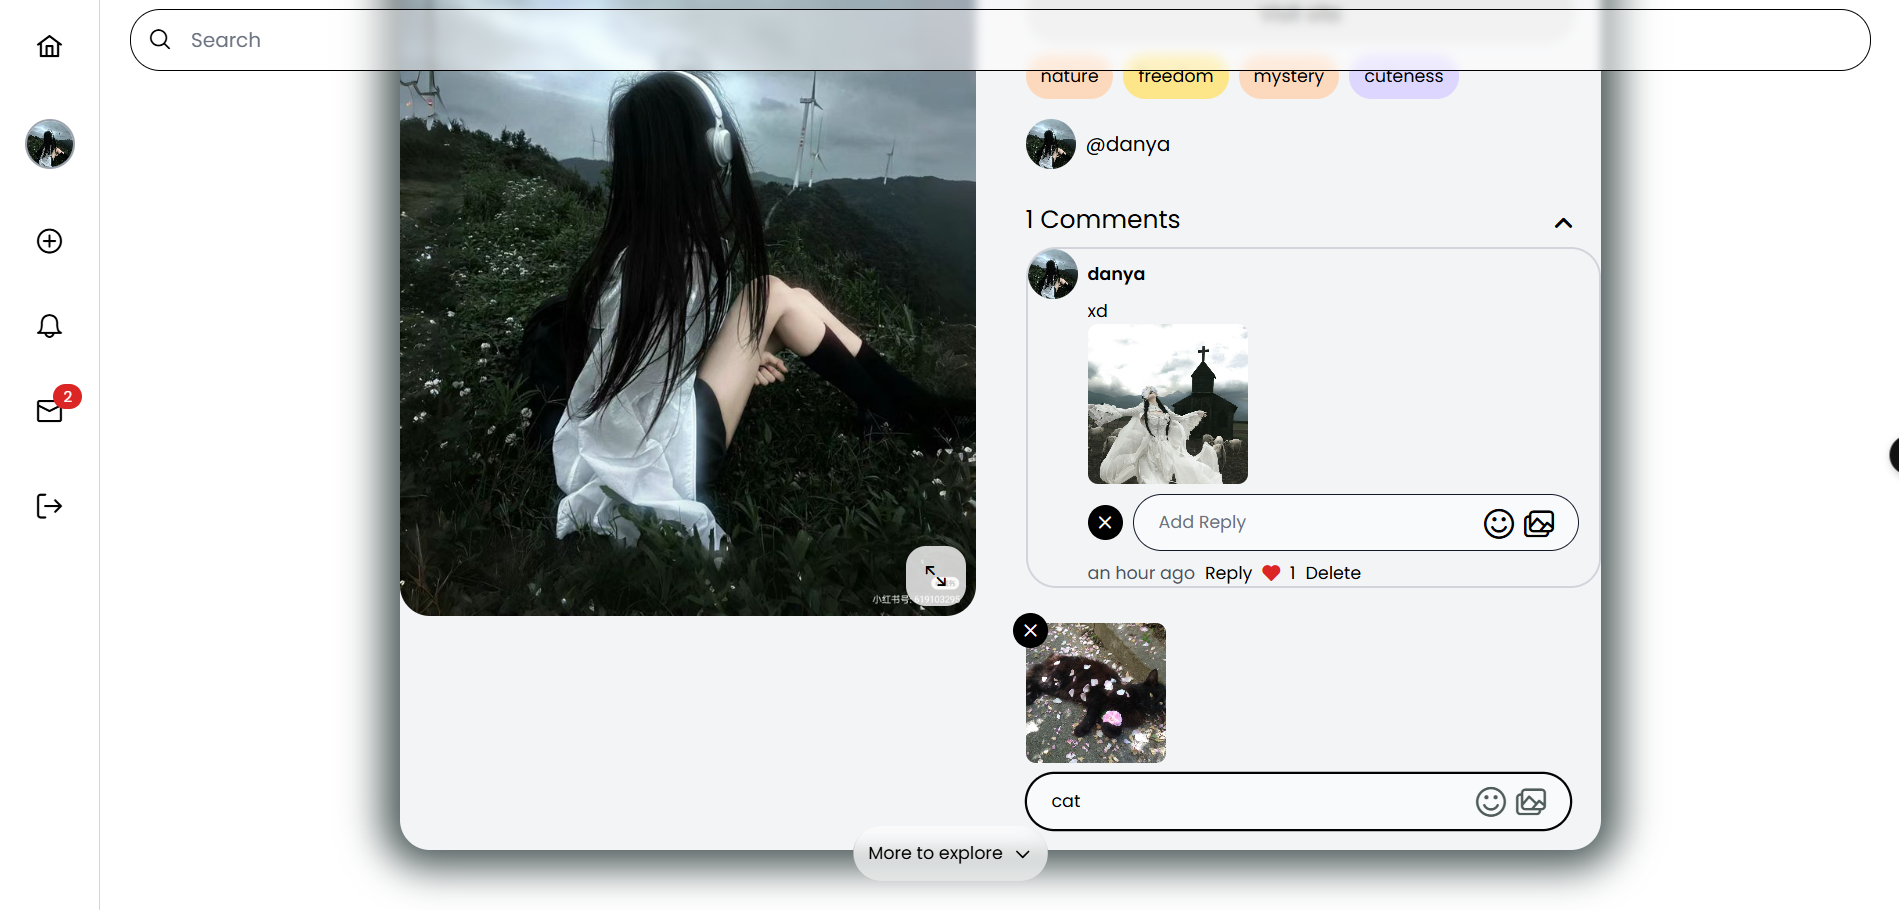 Search
nature freedom mystery cuteness
@danya
1 Comments
danya
xd
Add Reply
an hour ago Reply 1 Delete
2
小红书号: 619103295
cat
More to explore